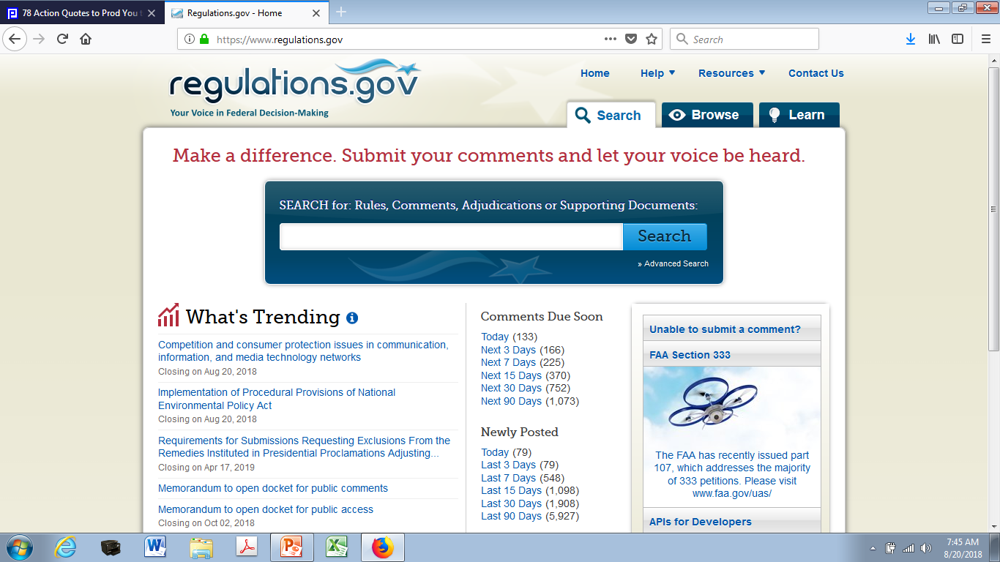 78 Action Quotes to Prod You
Regulations.gov - Home
https://www.regulations.gov
Search
regulations.gov
Your Voice in Federal Decision-Making
Home
Help
Resources
Contact Us
Search
Browse
Learn
Make a difference. Submit your comments and let your voice be heard.
SEARCH for: Rules, Comments, Adjudications or Supporting Documents:
Search
» Advanced Search
What's Trending
Competition and consumer protection issues in communication,
information, and media technology networks
Closing on Aug 20, 2018
Implementation of Procedural Provisions of National
Environmental Policy Act
Closing on Aug 20, 2018
Requirements for Submissions Requesting Exclusions From the
Remedies Instituted in Presidential Proclamations Adjusting...
Closing on Apr 17, 2019
Memorandum to open docket for public comments
Memorandum to open docket for public access
Closing on Oct 02, 2018
Comments Due Soon
Today (133)
Next 3 Days (166)
Next 7 Days (225)
Next 15 Days (370)
Next 30 Days (752)
Next 90 Days (1,073)
Newly Posted
Today (79)
Last 3 Days (79)
Last 7 Days (548)
Last 15 Days (1,098)
Last 30 Days (1,908)
Last 90 Days (5,927)
Unable to submit a comment?
FAA Section 333
The FAA has recently issued part
107, which addresses the majority
of 333 petitions. Please visit
www.faa.gov/uas/
APIs for Developers
7:45 AM
8/20/2018